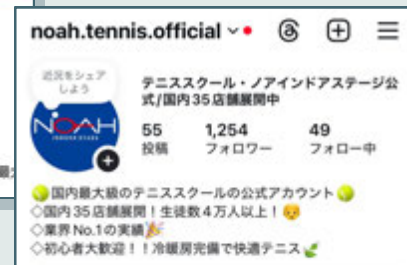 noah.tennis.official
近況をシェア
しよう
テニススクール・ノアインドアステージ公
式/国内35店舗展開中
NOAH
INDOOR STAGE
55
1,254
49
投稿
フォロワー
フォロー中
🎾国内最大級のテニススクールの公式アカウント🎾
◇国内35店舗展開！生徒数4万人以上！
◇業界No.1の実績🎉
◇初心者大歓迎！！冷暖房完備で快適テニス